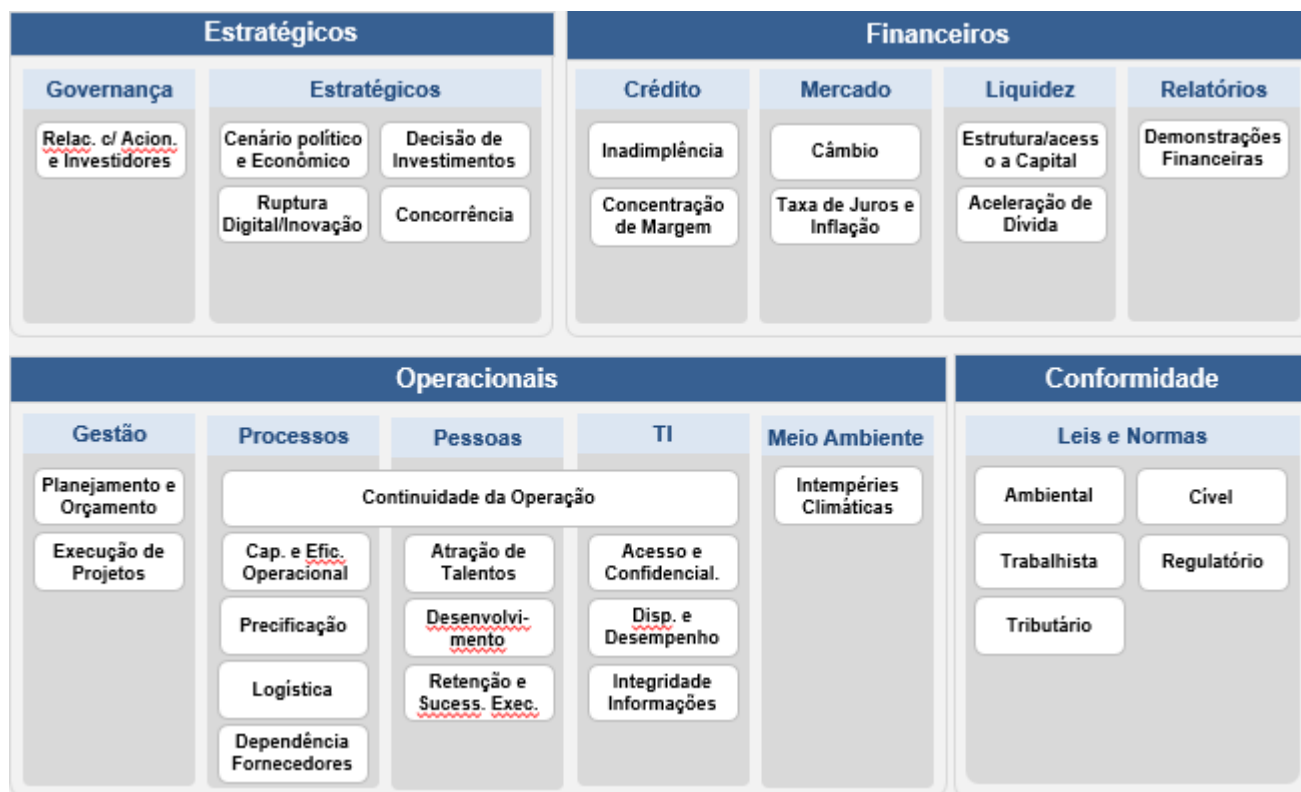 Estratégicos
Financeiros
Governança
Estratégicos
Crédito
Mercado
Liquidez
Relatórios
Relac. c/ Acion.
e Investidores
Cenário político
e Econômico
Decisão de
Investimentos
Ruptura
Digital/Inovação
Concorrência
Inadimplência
Concentração
de Margem
Câmbio
Taxa de Juros e
Inflação
Estrutura/acess
o a Capital
Aceleração de
Dívida
Demonstrações
Financeiras
Operacionais
Conformidade
Gestão
Processos
Pessoas
TI
Meio Ambiente
Leis e Normas
Planejamento e
Orçamento
Execução de
Projetos
Continuidade da Operação
Cap. e Efic.
Operacional
Precificação
Logística
Dependência
Fornecedores
Atração de
Talentos
Desenvolvi-
mento
Retenção e
Sucess. Exec.
Acesso e
Confidencial.
Disp. e
Desempenho
Integridade
Informações
Intempéries
Climáticas
Ambiental
Cível
Trabalhista
Regulatório
Tributário